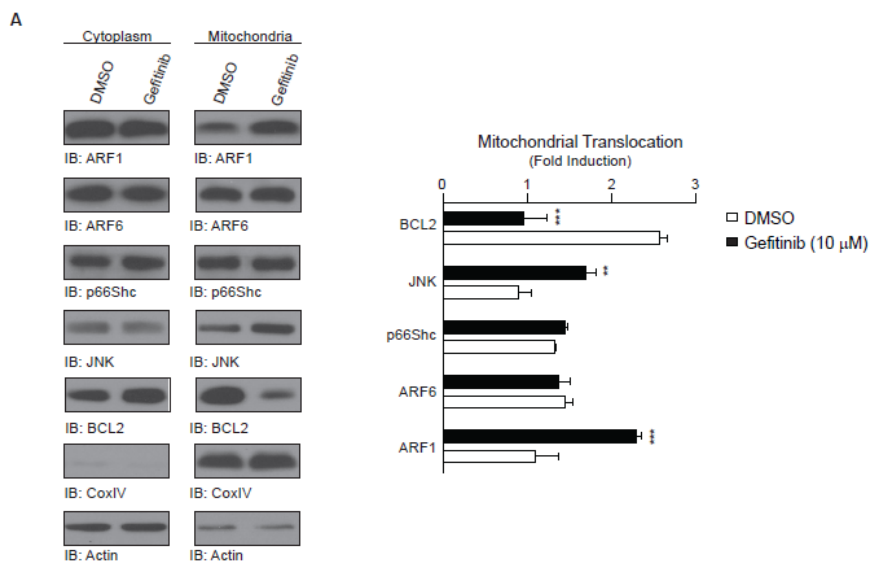 A
Cytoplasm Mitochondria
DMSO Gefitinib DMSO Gefitinib
IB: ARF1 IB: ARF1
IB: ARF6 IB: ARF6
IB: p66Shc IB: p66Shc
IB: JNK IB: JNK
IB: BCL2 IB: BCL2
IB: CoxIV IB: CoxIV
IB: Actin IB: Actin
Mitochondrial Translocation
(Fold Induction)
0 1 2 3
BCL2 ***
JNK **
p66Shc
ARF6
ARF1 ***
DMSO
Gefitinib (10 μM)